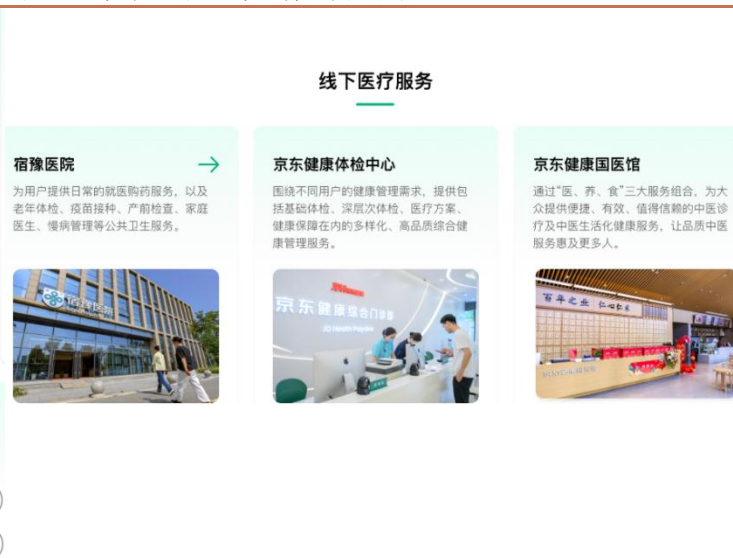 线下医疗服务
宿豫医院
为用户提供日常的就医购药服务，以及
老年体检、疫苗接种、产前检查、家庭
医生、慢病管理等公共卫生服务。
京东健康体检中心
围绕不同用户的健康管理需求，提供包
括基础体检、深层次体检、医疗方案、
健康保障在内的多样化、高品质综合健
康管理服务。
京东健康国医馆
通过“医、养、食”三大服务组合，为大
众提供便捷、有效、值得信赖的中医诊
疗及中医生活化健康服务，让品质中医
服务惠及更多人。
宿豫医院
京东健康综合门诊部
百年之业 仁心仁术